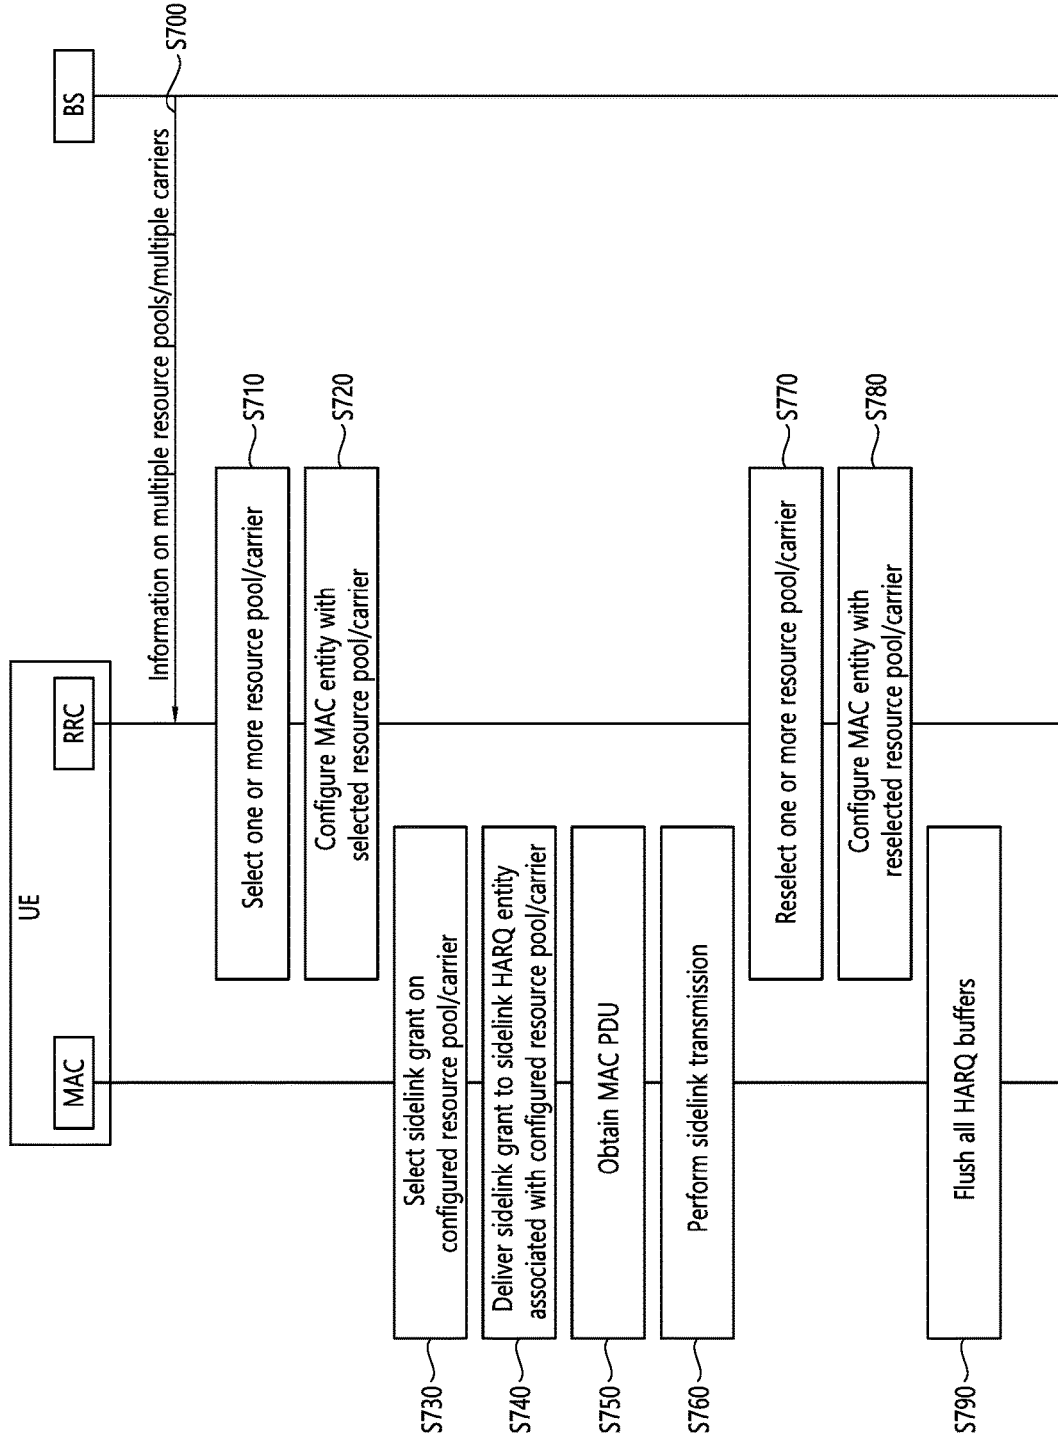 UE
MAC
RRC
BS
Information on multiple resource pools/multiple carriers
S700
Select one or more resource pool/carrier
S710
Configure MAC entity with
selected resource pool/carrier
S720
Select sidelink grant on
configured resource pool/carrier
S730
Deliver sidelink grant to sidelink HARQ entity
associated with configured resource pool/carrier
S740
Obtain MAC PDU
S750
Perform sidelink transmission
S760
Reselect one or more resource pool/carrier
S770
Configure MAC entity with
reselected resource pool/carrier
S780
Flush all HARQ buffers
S790